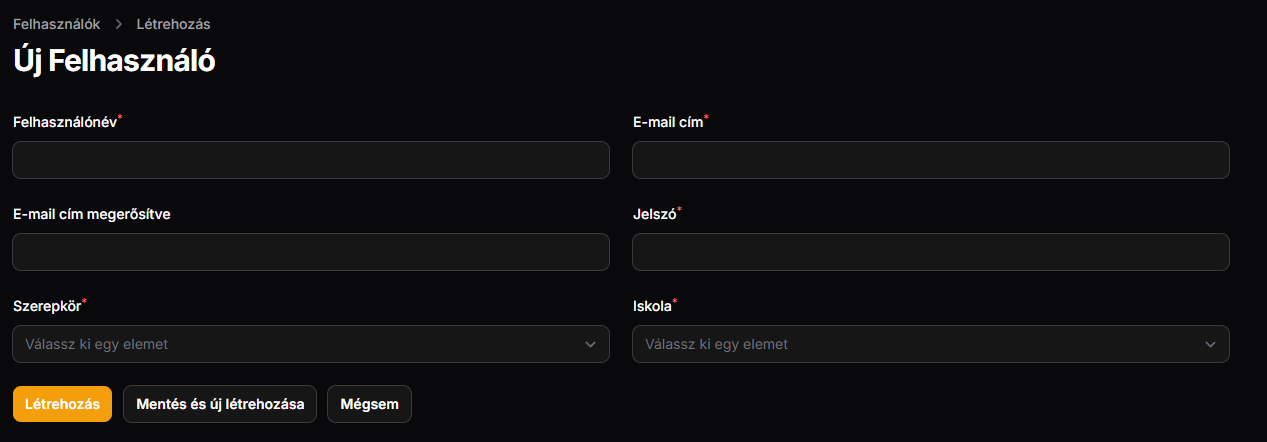 Felhasználók > Létrehozás
Új Felhasználó
Felhasználónév* E-mail cím*
E-mail cím megerősítve Jelszó*
Szerepkör* Iskola*
Válassz ki egy elemet Válassz ki egy elemet
Létrehozás Mentés és új létrehozása Mégsem